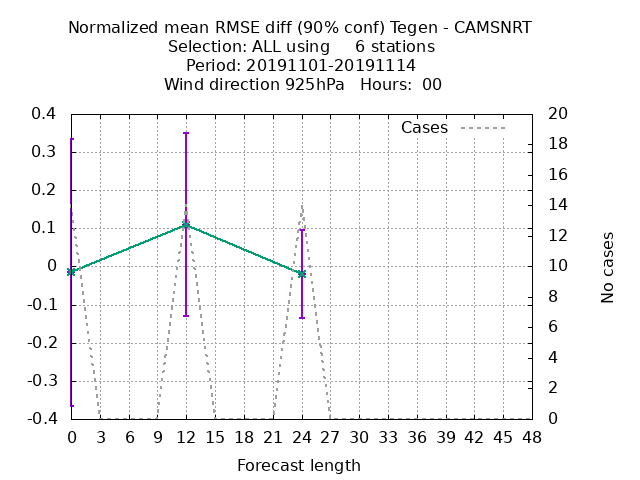 Normalized mean RMSE diff (90% conf) Tegen - CAMSNRT
Selection: ALL using     6 stations
Period: 20191101-20191114
Wind direction 925hPa   Hours:  00
Cases
0.4
0.3
0.2
0.1
0
-0.1
-0.2
-0.3
-0.4
20
18
16
14
12
10
8
6
4
2
0
No cases
0 3 6 9 12 15 18 21 24 27 30 33 36 39 42 45 48
Forecast length